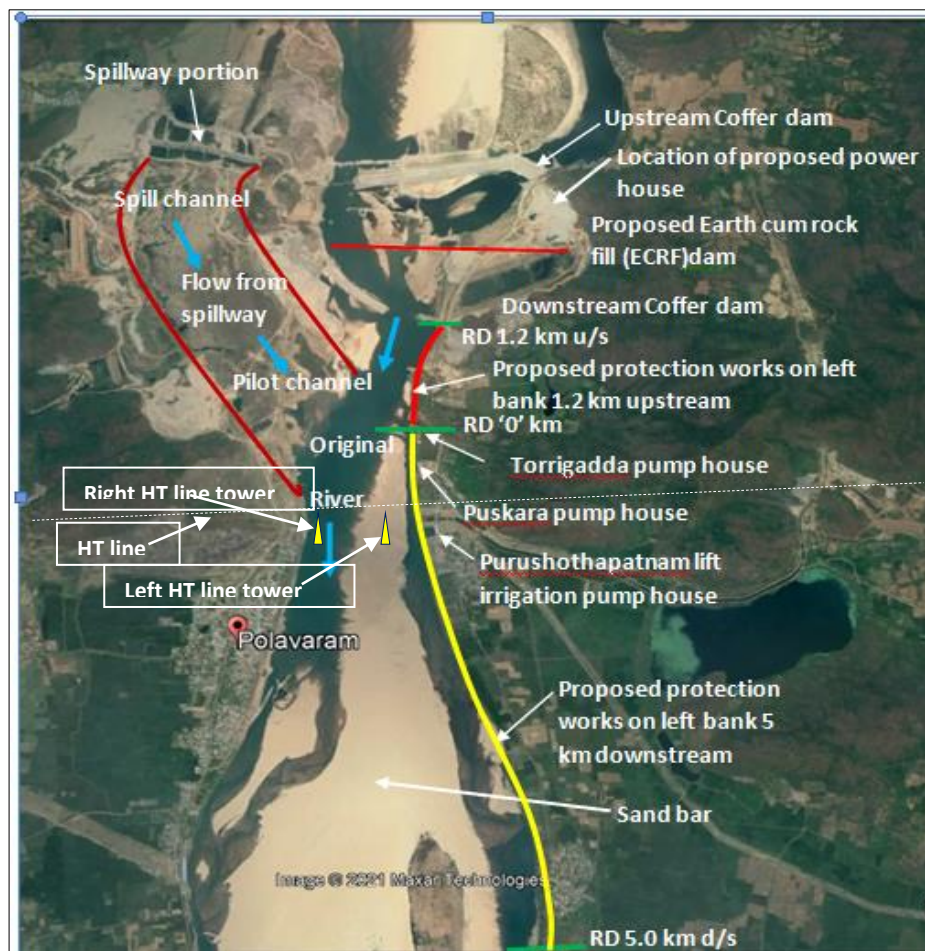 Spillway portion
Upstream Coffer dam
Location of proposed power
house
Spill channel
Proposed Earth cum rock
fill (ECRF)dam
Flow from
spillway
Downstream Coffer dam
RD 1.2 km u/s
Pilot channel
Proposed protection works on left
bank 1.2 km upstream
RD ‘0’ km
Original
River
Torrigadda pump house
Right HT line tower
Puskara pump house
HT line
Left HT line tower
Purushothapatnam lift
irrigation pump house
Polavaram
Proposed protection
works on left bank 5
km downstream
Sand bar
Image © 2021 Maxar Technologies
RD 5.0 km d/s